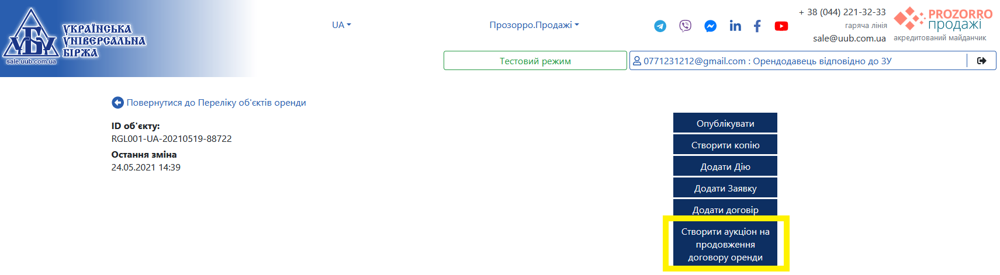 УКРАЇНСЬКА
УНІВЕРСАЛЬНА
БІРЖА
УБУ
sale.uub.com.ua
UA
Прозорро.Продажі
+ 38 (044) 221-32-33
гаряча лінія
sale@uub.com.ua
PROZORRO
продажі
акредитований майданчик
Тестовий режим
0771231212@gmail.com : Орендодавець відповідно до ЗУ
Повернутися до Переліку об'єктів оренди
ID об'єкту:
RGL001-UA-20210519-88722
Остання зміна
24.05.2021 14:39
Опублікувати
Створити копію
Додати Дію
Додати Заявку
Додати договір
Створити аукціон на
продовження
договору оренди